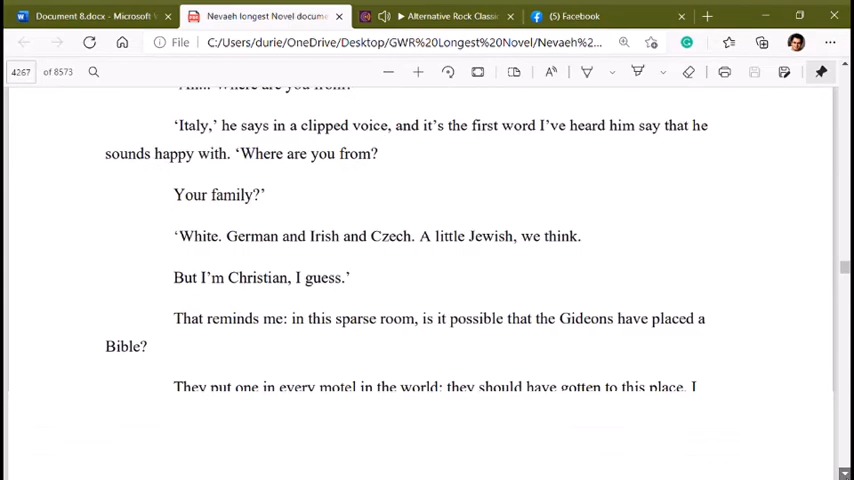 Document 8.docx - Microsoft
Nevaeh longest Novel docume
Alternative Rock Classic
(5) Facebook
File
C:/Users/durie/OneDrive/Desktop/GWR%20Longest%20Novel/Nevaeh%2...
4267 of 8573
Where are you from?
‘Italy,’ he says in a clipped voice, and it’s the first word I’ve heard him say that he
sounds happy with. ‘Where are you from?
Your family?’
‘White. German and Irish and Czech. A little Jewish, we think.
But I’m Christian, I guess.’
That reminds me: in this sparse room, is it possible that the Gideons have placed a
Bible?
They put one in every motel in the world; they should have gotten to this place. I